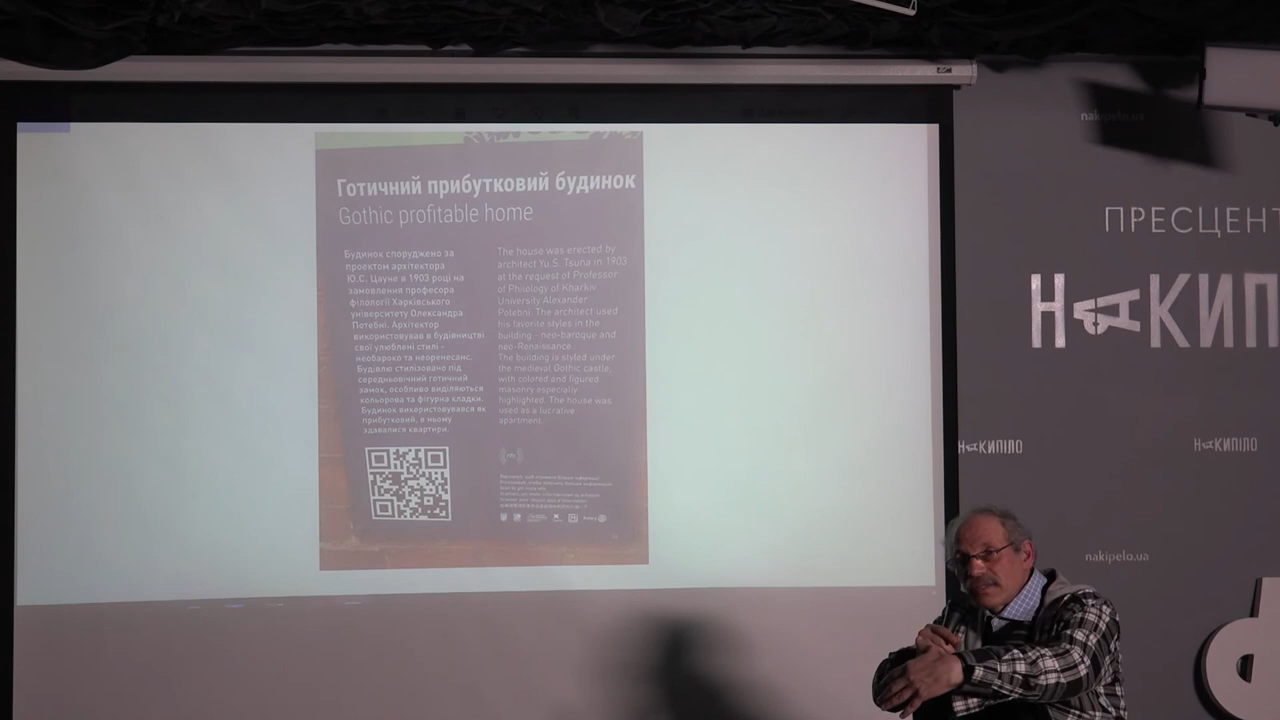 Готичний прибутковий будинок
Gothic profitable home
Будинок споруджено за
проектом архітектора
Ю.С. Цауне в 1903 році на
замовлення професора
філології Харківського
університету Олександра
Потебні. Архітектор
використовував в будівництві
свої улюблені стилі -
необароко та неоренесанс.
Будівлю стилізовано під
середньовічний готичний
замок, особливо виділяються
кольорова та фігурна кладки.
Будинок використовувався як
прибутковий, в ньому
здавалися квартири.
The house was erected by
architect Yu.S. Tsuna in 1903
at the request of Professor
of Philology of Kharkiv
University Alexander
Potebni. The architect used
his favorite styles in the
building - neo-baroque and
neo-Renaissance.
The building is styled under
the medieval Gothic castle,
with colored and figured
masonry especially
highlighted. The house was
used as a lucrative
apartment.
nakipelo.ua
ПРЕСЦЕНТ
НАКИП
НАКИПІЛО
НАКИПІЛО
nakipelo.ua